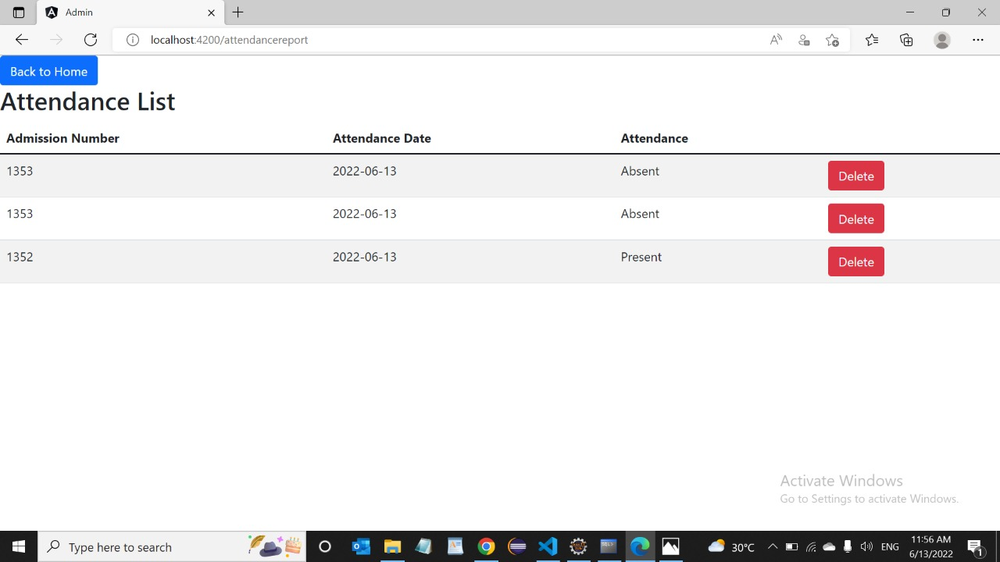 Admin
localhost:4200/attendancereport
Back to Home
Attendance List
Admission Number Attendance Date Attendance
1353 2022-06-13 Absent Delete
1353 2022-06-13 Absent Delete
1352 2022-06-13 Present Delete
Activate Windows
Go to Settings to activate Windows.
Type here to search
30°C
ENG
11:56 AM
6/13/2022
1